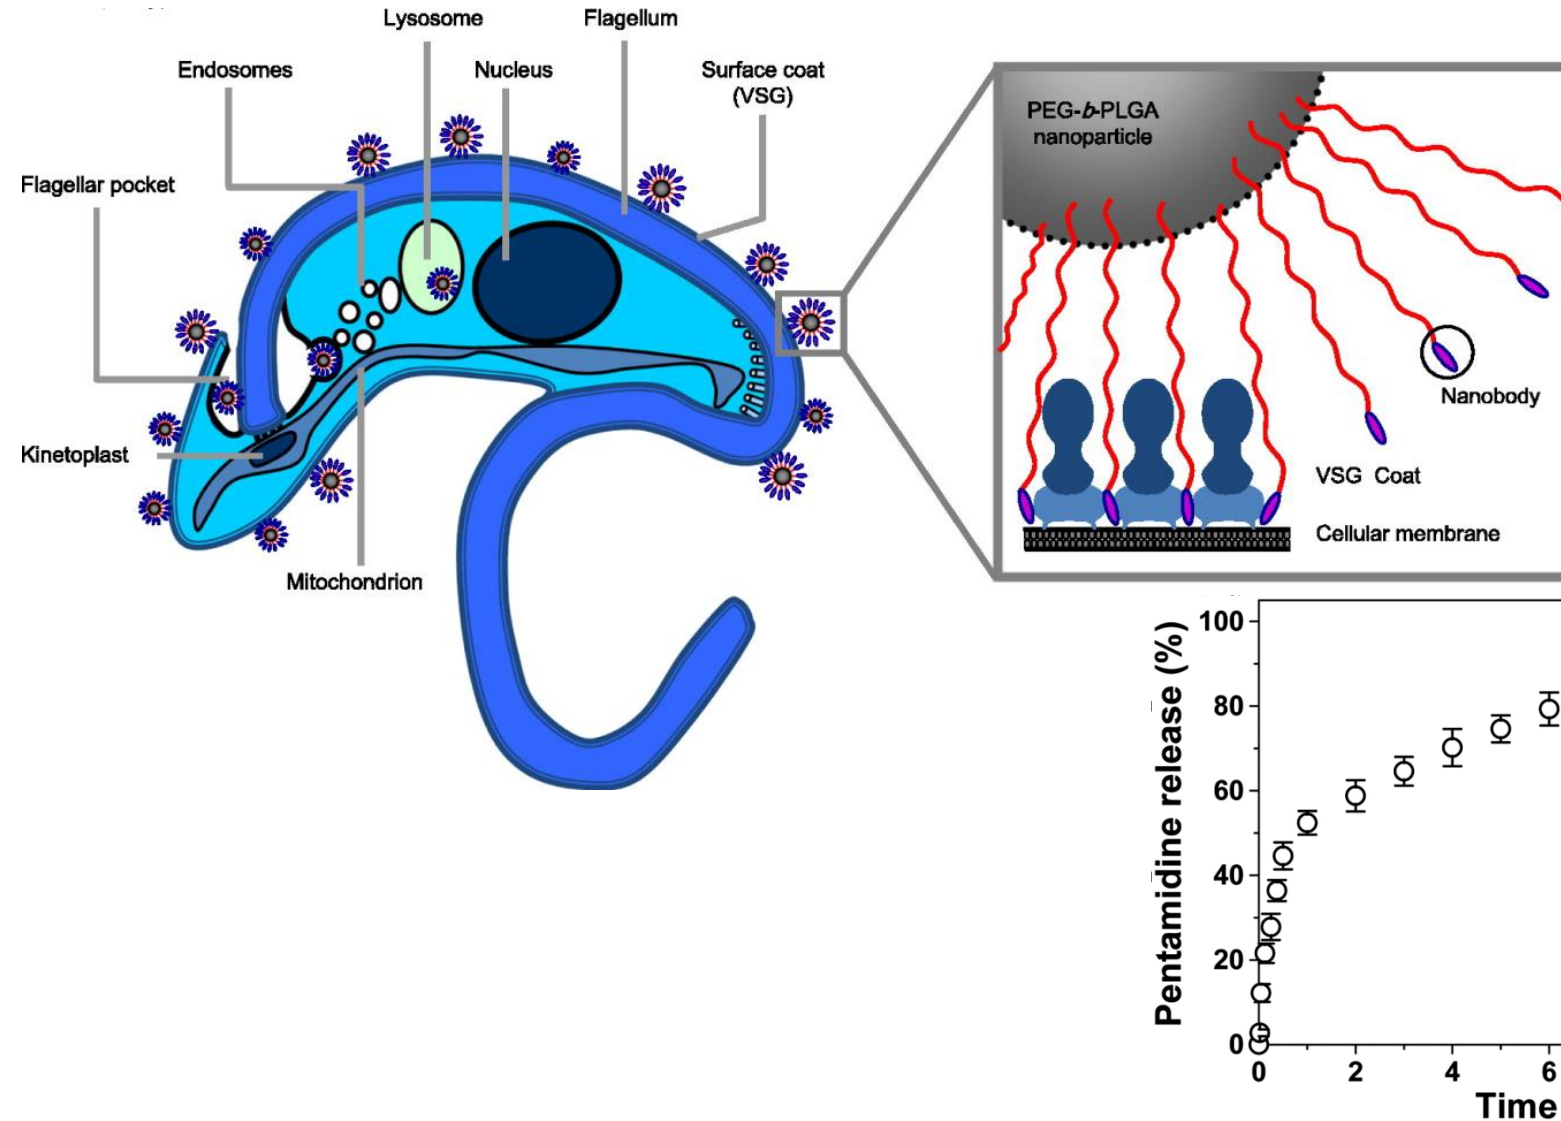 Lysosome
Flagellum
Endosomes
Nucleus
Surface coat
(VSG)
Flagellar pocket
Kinetoplast
Mitochondrion
PEG-b-PLGA
nanoparticle
Nanobody
VSG Coat
Cellular membrane
Pentamidine release (%)
100
80
60
40
20
0
0 2 4 6
Time